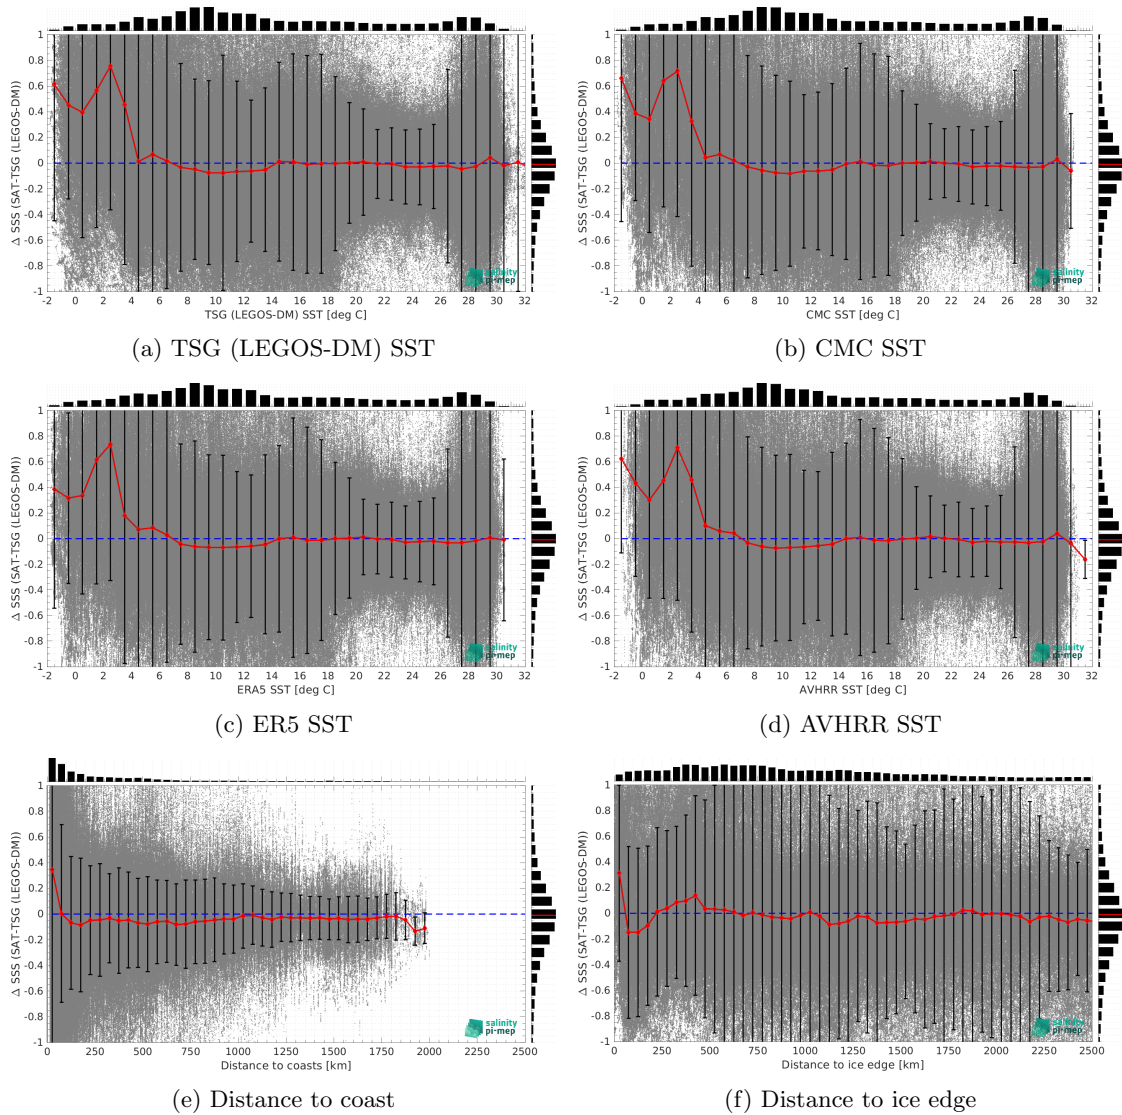 Δ SSS (SAT-TSG (LEGOS-DM))
1
0.8
0.6
0.4
0.2
0
-0.2
-0.4
-0.6
-0.8
-1
salinity
pi-mep
-2 0 2 4 6 8 10 12 14 16 18 20 22 24 26 28 30 32
TSG (LEGOS-DM) SST [deg C]
(a) TSG (LEGOS-DM) SST
Δ SSS (SAT-TSG (LEGOS-DM))
1
0.8
0.6
0.4
0.2
0
-0.2
-0.4
-0.6
-0.8
-1
salinity
pi-mep
-2 0 2 4 6 8 10 12 14 16 18 20 22 24 26 28 30 32
CMC SST [deg C]
(b) CMC SST
Δ SSS (SAT-TSG (LEGOS-DM))
1
0.8
0.6
0.4
0.2
0
-0.2
-0.4
-0.6
-0.8
-1
salinity
pi-mep
-2 0 2 4 6 8 10 12 14 16 18 20 22 24 26 28 30 32
ERA5 SST [deg C]
(c) ER5 SST
Δ SSS (SAT-TSG (LEGOS-DM))
1
0.8
0.6
0.4
0.2
0
-0.2
-0.4
-0.6
-0.8
-1
salinity
pi-mep
-2 0 2 4 6 8 10 12 14 16 18 20 22 24 26 28 30 32
AVHRR SST [deg C]
(d) AVHRR SST
Δ SSS (SAT-TSG (LEGOS-DM))
1
0.8
0.6
0.4
0.2
0
-0.2
-0.4
-0.6
-0.8
-1
salinity
pi-mep
0 250 500 750 1000 1250 1500 1750 2000 2250 2500
Distance to coasts [km]
(e) Distance to coast
Δ SSS (SAT-TSG (LEGOS-DM))
1
0.8
0.6
0.4
0.2
0
-0.2
-0.4
-0.6
-0.8
-1
salinity
pi-mep
0 250 500 750 1000 1250 1500 1750 2000 2250 2500
Distance to ice edge [km]
(f) Distance to ice edge